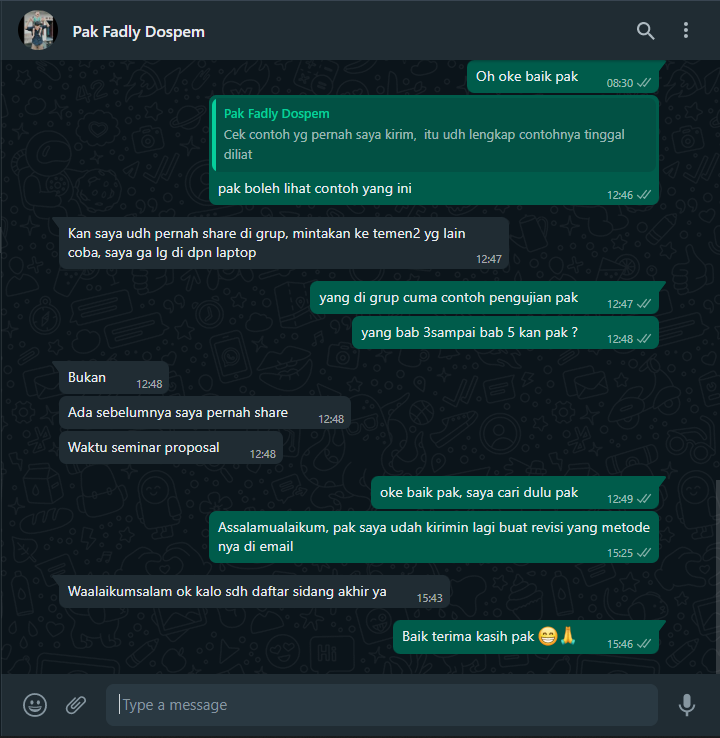 Pak Fadly Dospem
Oh oke baik pak
08:30
Pak Fadly Dospem
Cek contoh yg pernah saya kirim, itu udh lengkap contohnya tinggal
diliat
pak boleh lihat contoh yang ini
12:46
Kan saya udh pernah share di grup, mintakan ke temen2 yg lain
coba, saya ga lg di dpn laptop
12:47
yang di grup cuma contoh pengujian pak
12:47
yang bab 3sampai bab 5 kan pak ?
12:48
Bukan
12:48
Ada sebelumnya saya pernah share
12:48
Waktu seminar proposal
12:48
oke baik pak, saya cari dulu pak
12:49
Assalamualaikum, pak saya udah kirimin lagi buat revisi yang metode
nya di email
15:25
Waalaikumsalam ok kalo sdh daftar sidang akhir ya
15:43
Baik terima kasih pak 😁🙏
15:46
Type a message